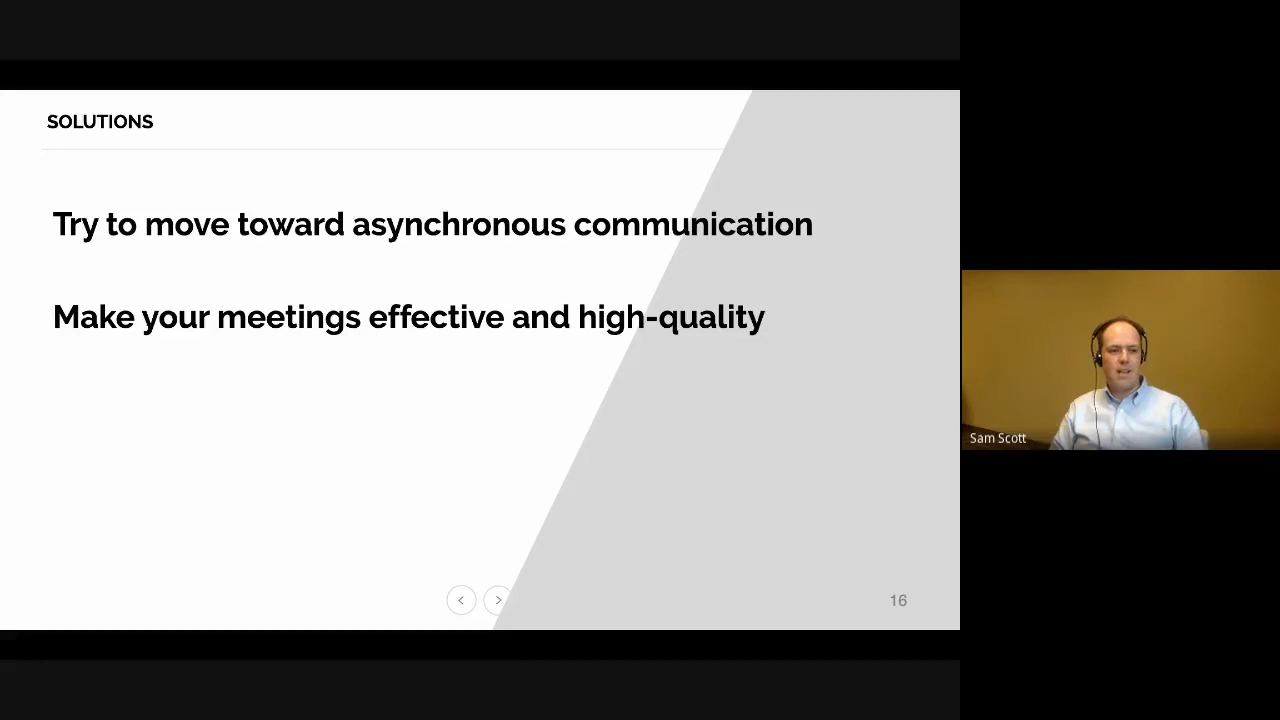 SOLUTIONS
Try to move toward asynchronous communication
Make your meetings effective and high-quality
16
Sam Scott